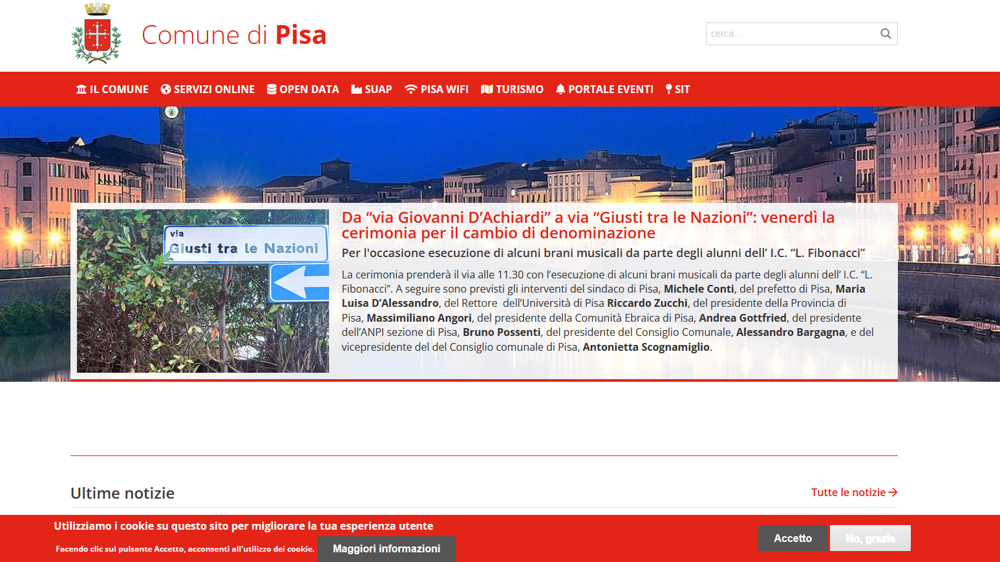 Comune di Pisa
cerca...
IL COMUNE SERVIZI ONLINE OPEN DATA SUAP PISA WIFI TURISMO PORTALE EVENTI SIT
via
Giusti tra le Nazioni
Da “via Giovanni D’Achiardi” a via “Giusti tra le Nazioni”: venerdì la
cerimonia per il cambio di denominazione
Per l'occasione esecuzione di alcuni brani musicali da parte degli alunni dell’ I.C. “L. Fibonacci”
La cerimonia prenderà il via alle 11.30 con l’esecuzione di alcuni brani musicali da parte degli alunni dell’ I.C. “L.
Fibonacci”. A seguire sono previsti gli interventi del sindaco di Pisa, Michele Conti, del prefetto di Pisa, Maria
Luisa D’Alessandro, del Rettore  dell’Università di Pisa Riccardo Zucchi, del presidente della Provincia di
Pisa, Massimiliano Angori, del presidente della Comunità Ebraica di Pisa, Andrea Gottfried, del presidente
dell’ANPI sezione di Pisa, Bruno Possenti, del presidente del Consiglio Comunale, Alessandro Bargagna, e del
vicepresidente del del Consiglio comunale di Pisa, Antonietta Scognamiglio.
Ultime notizie
Tutte le notizie
Utilizziamo i cookie su questo sito per migliorare la tua esperienza utente
Facendo clic sul pulsante Accetto, acconsenti all'utilizzo dei cookie. Maggiori informazioni
Accetto
No, grazie